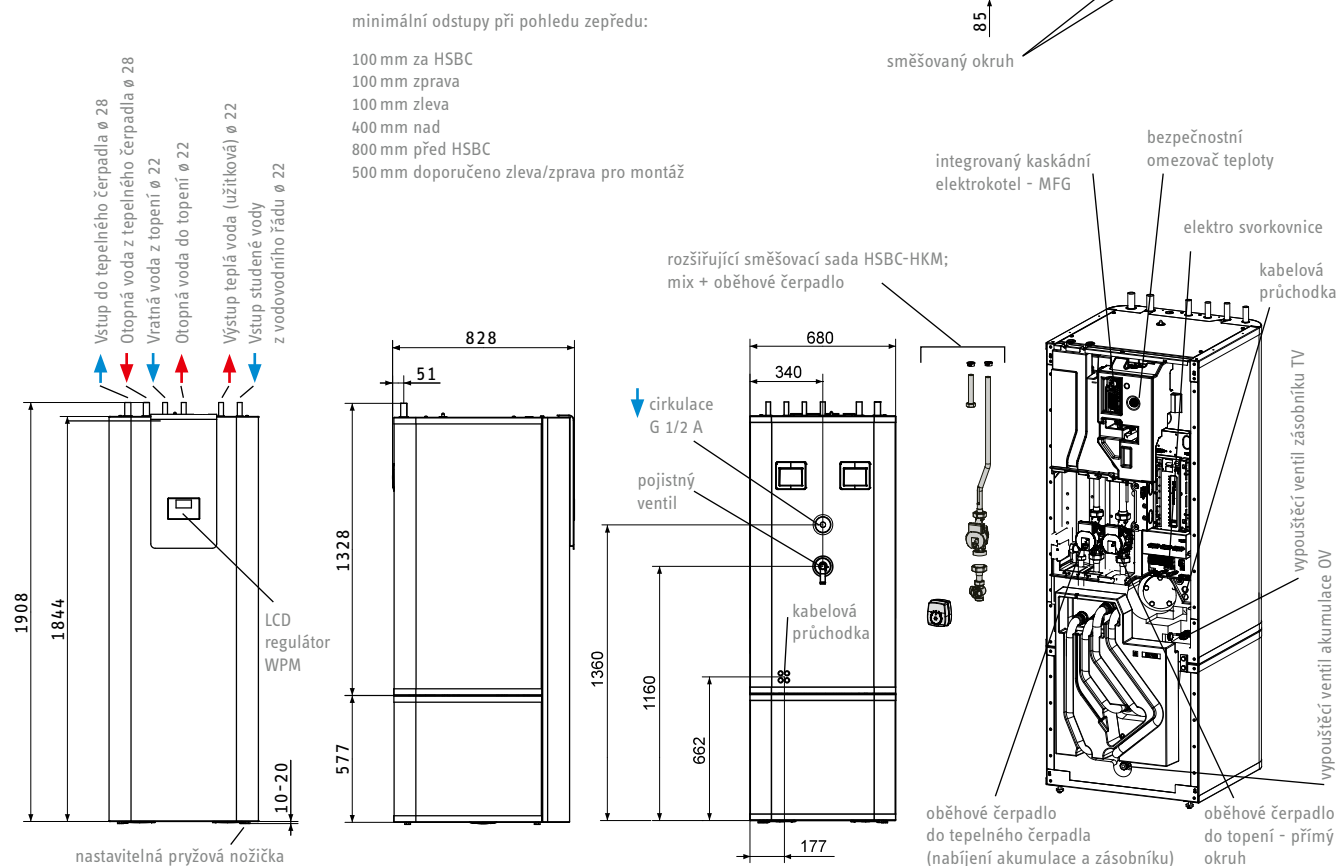 minimální odstupy při pohledu zepředu:
100 mm za HSBC
100 mm zprava
100 mm zleva
400 mm nad
800 mm před HSBC
500 mm doporučeno zleva/zprava pro montáž
85
směšovaný okruh
Vstup do tepelného čerpadla ø 28
Otopná voda z tepelného čerpadla ø 28
Vratná voda z topení ø 22
Otopná voda do topení ø 22
Výstup teplá voda (užitková) ø 22
Vstup studené vody
z vodovodního řádu ø 22
1908
1844
LCD
regulátor
WPM
10-20
nastavitelná pryžová nožička
828
51
1328
577
680
340
cirkulace
G 1/2 A
pojistný
ventil
kabelová
průchodka
1360
1160
662
177
rozšiřující směšovací sada HSBC-HKM;
mix + oběhové čerpadlo
integrovaný kaskádní
elektrokotel - MFG
bezpečnostní
omezovač teploty
elektro svorkovnice
kabelová
průchodka
vypouštěcí ventil zásobníku TV
vypouštěcí ventil akumulace OV
oběhové čerpadlo
do tepelného čerpadla
(nabíjení akumulace a zásobníku)
oběhové čerpadlo
do topení - přímý
okruh